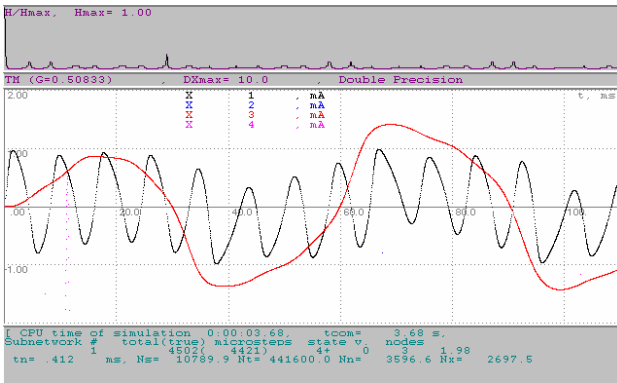 H/Hmax, Hmax= 1.00
TM (G=0.50833) , DXmax= 10.0 , Double Precision
2.00 t, ms
X 1 , mA
X 2 , mA
X 3 , mA
X 4 , mA
1.00
.00 20.0 40.0 60.0 80.0 100.
-1.00
[ CPU time of simulation 0:00:03.68, tcom= 3.68 s,
Subnetwork # total(true) microsteps state v. nodes
1 4502( 4421) 4+ 0 3 1.98
tn= .412 ms, Ns= 10789.9 Nt= 441600.0 Nn= 3596.6 Nx= 2697.5